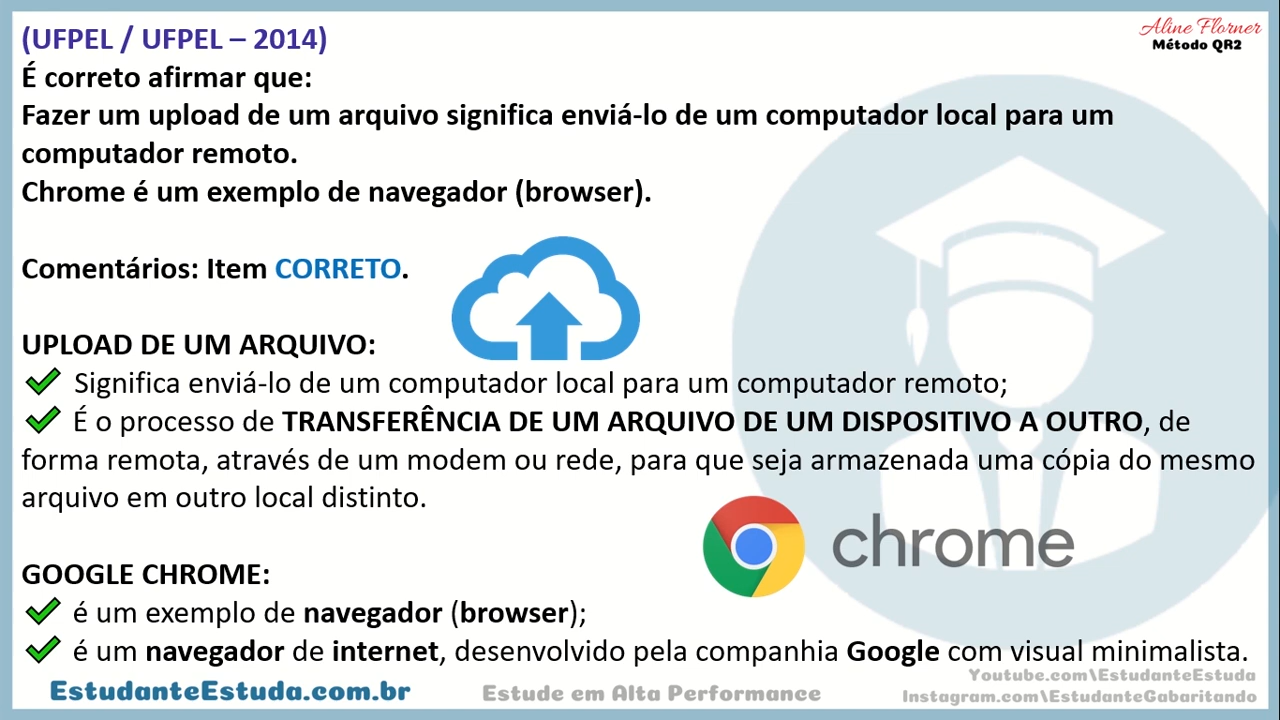 (UFPEL / UFPEL – 2014)
Aline Florner
Método QR2
É correto afirmar que:
Fazer um upload de um arquivo significa enviá-lo de um computador local para um
computador remoto.
Chrome é um exemplo de navegador (browser).
Comentários: Item CORRETO.
UPLOAD DE UM ARQUIVO:
Significa enviá-lo de um computador local para um computador remoto;
É o processo de TRANSFERÊNCIA DE UM ARQUIVO DE UM DISPOSITIVO A OUTRO, de
forma remota, através de um modem ou rede, para que seja armazenada uma cópia do mesmo
arquivo em outro local distinto.
chrome
GOOGLE CHROME:
é um exemplo de navegador (browser);
é um navegador de internet, desenvolvido pela companhia Google com visual minimalista.
EstudanteEstuda.com.br
Estude em Alta Performance
Youtube.com\EstudanteEstuda
Instagram.com\EstudanteGabaritando